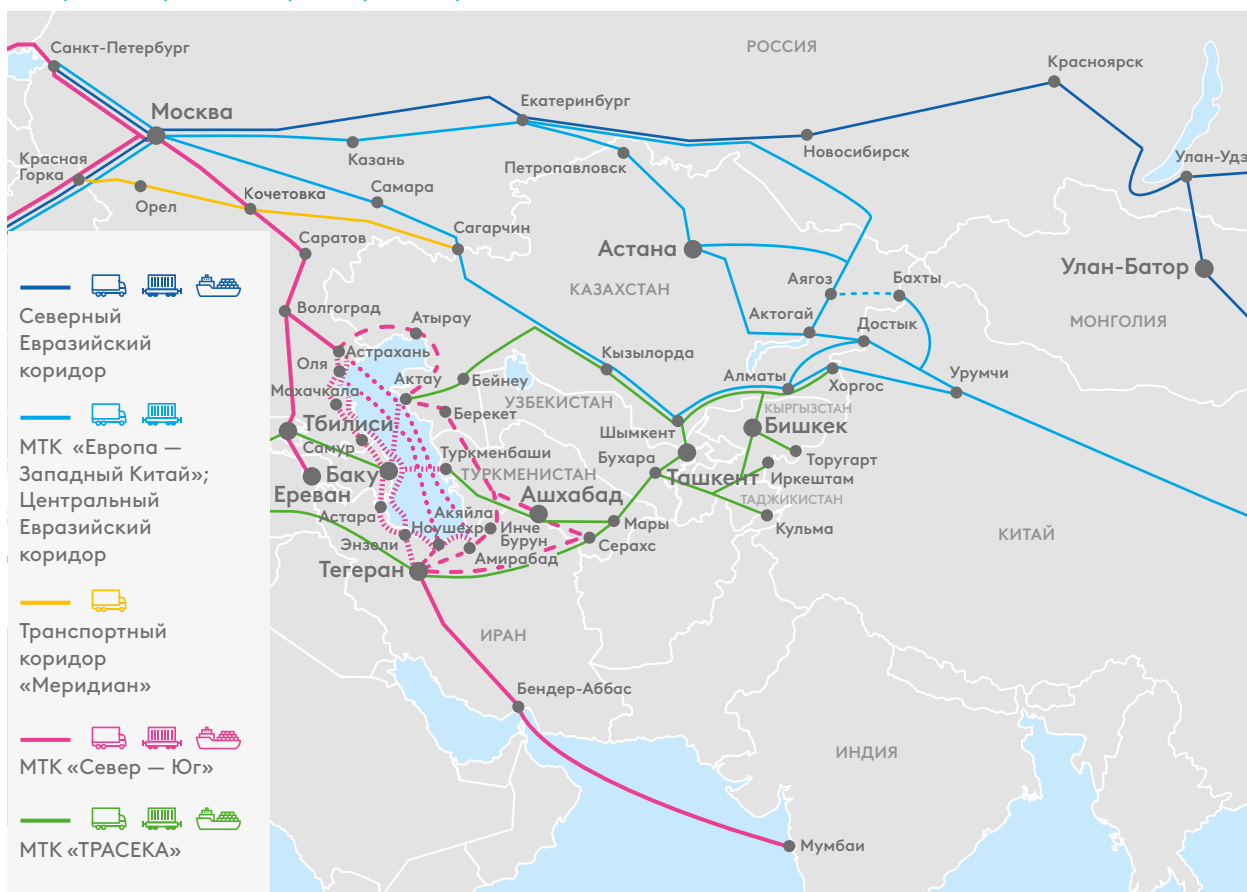 Санкт-Петербург
РОССИЯ
Красноярск
Москва
Екатеринбург
Казань
Новосибирск
Красная
Горка
Петропавловск
Улан-Удэ
Орел
Кочетовка
Самара
Саратов
Сагарчин
Астана
Улан-Батор
КАЗАХСТАН
Аягоз
Бахты
Волгоград
Атырау
Актогай
Достык
МОНГОЛИЯ
Астрахань
Оля
Кызылорда
Махачкала
Актау
Бейнеу
Алматы
Хоргос
Урумчи
УЗБЕКИСТАН
КЫРГЫЗСТАН
Тбилиси
Берекет
Шымкент
Бишкек
Самур
Туркменбаши
Бухара
Торугарт
Баку
ТУРКМЕНИСТАН
Ташкент
Иркештам
Ереван
Ашхабад
ТАДЖИКИСТАН
Астара
Акяйла
Ноушехр
Инче
Бурун
Мары
Кульма
КИТАЙ
Энзели
Амирабад
Серахс
Тегеран
ИРАН
Бендер-Аббас
ИНДИЯ
Мумбаи
Северный
Евразийский
коридор
МТК «Европа —
Западный Китай»;
Центральный
Евразийский
коридор
Транспортный
коридор
«Меридиан»
МТК «Север — Юг»
МТК «ТРАСЕКА»